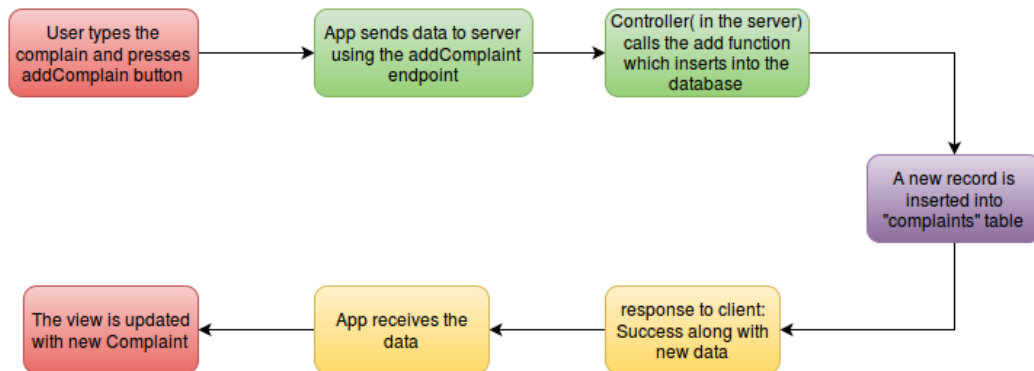 User types the
complain and presses
addComplain button
App sends data to server
using the addComplaint
endpoint
Controller( in the server)
calls the add function
which inserts into the
database
A new record is
inserted into
"complaints" table
The view is updated
with new Complaint
App receives the
data
response to client:
Success along with
new data